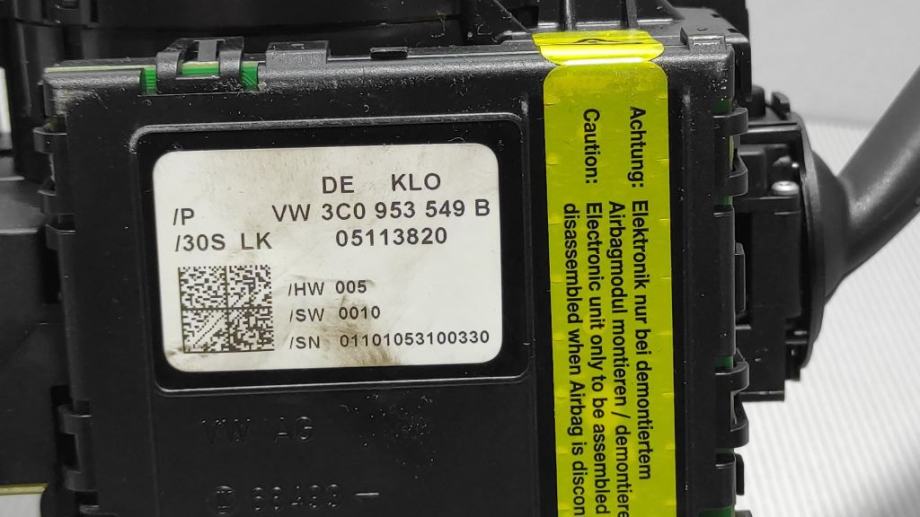 DE KLO
/P VW 3C0 953 549 B
/30S LK 05113820
/HW 005
/SW 0010
/SN 01101053100330
VW AG
Achtung: Elektronik nur bei demontiertem
Airbagmodul montieren / demontiere
Caution: Electronic unit only to be assembled
disassembled when Airbag is discon